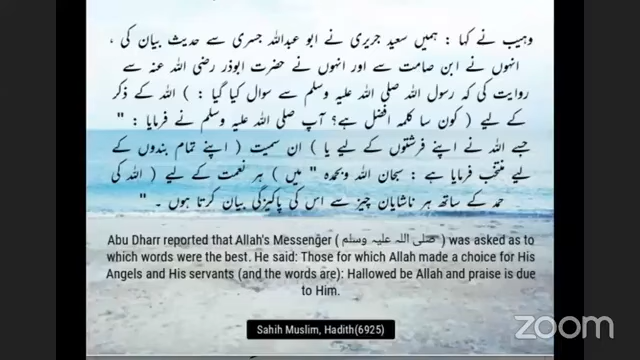 وہیب نے کہا : ہمیں سعید جریری نے ابو عبداللہ جسری سے حدیث بیان کی ،
انہوں نے ابن صامت سے اور انہوں نے حضرت ابوذر رضی اللہ عنہ سے
روایت کی کہ رسول اللہ صلی اللہ علیہ وسلم سے سوال کیا گیا : ) اللہ کے ذکر
کے لیے ( کون سا کلمہ افضل ہے؟ آپ صلی اللہ علیہ وسلم نے فرمایا : "
جسے اللہ نے اپنے فرشتوں کے لیے یا ) ان سمیت ( اپنے تمام بندوں کے
لیے منتخب فرمایا ہے : سبحان اللہ وبحمدہ " میں ) ہر نعمت کے لیے ( اللہ کی
حمد کے ساتھ ہر ناشایان چیز سے اس کی پاکیزگی بیان کرتا ہوں ۔ "
Abu Dharr reported that Allah's Messenger ( صلی اللہ علیہ وسلم ) was asked as to
which words were the best. He said: Those for which Allah made a choice for His
Angels and His servants (and the words are): Hallowed be Allah and praise is due
to Him.
Sahih Muslim, Hadith(6925)
zoom